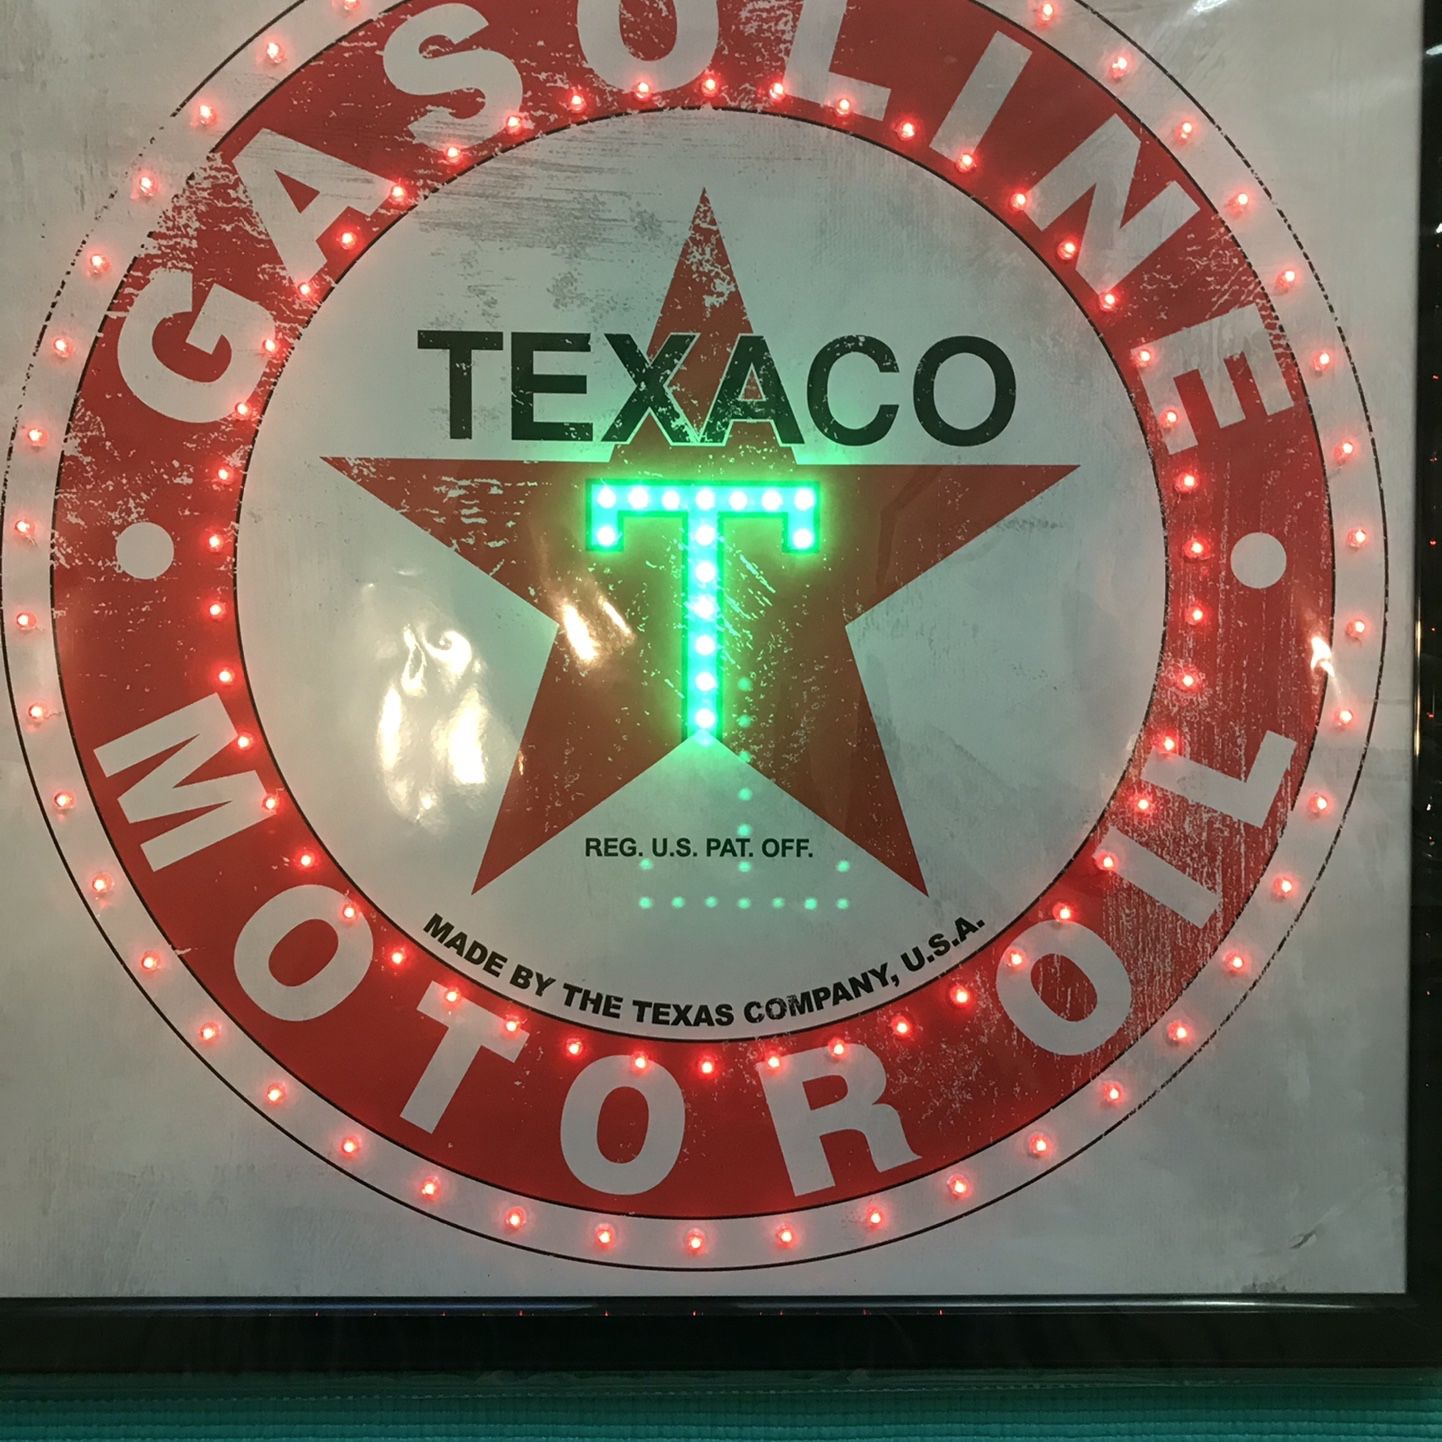 GASOLINE
TEXACO
T
REG. U.S. PAT. OFF.
MADE BY THE TEXAS COMPANY, U.S.A.
MOTOR OIL